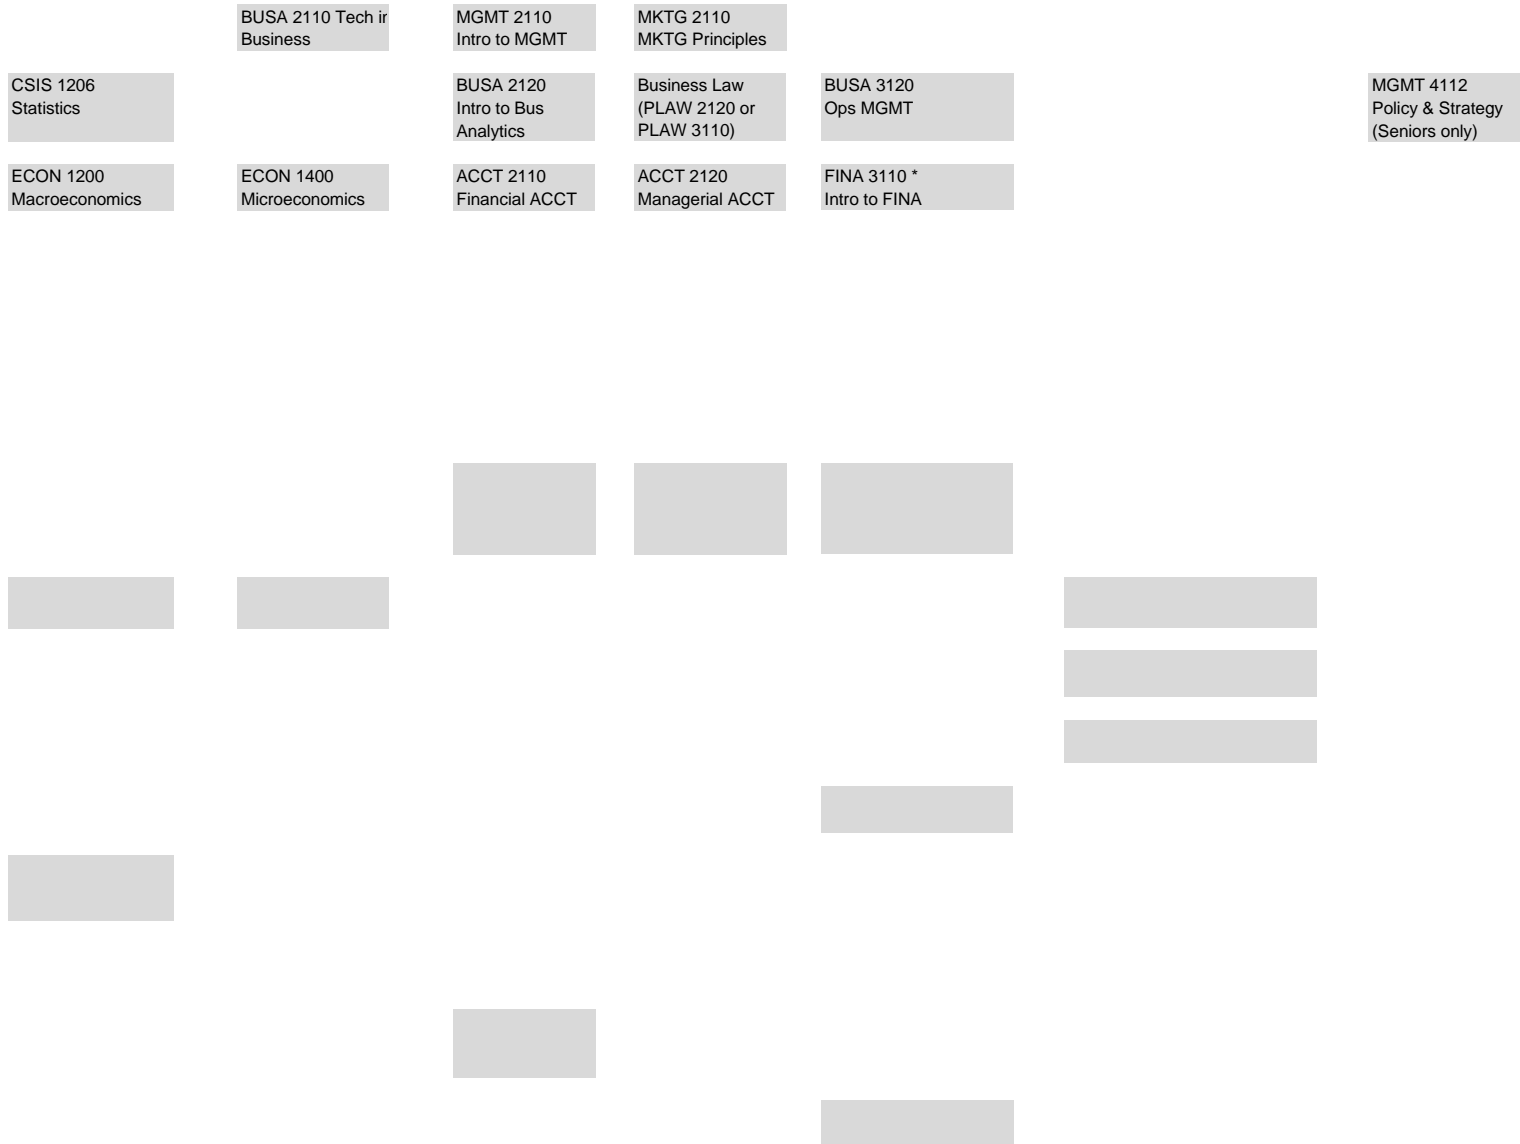 BUSA 2110 Tech in
Business
MGMT 2110
Intro to MGMT
MKTG 2110
MKTG Principles
CSIS 1206
Statistics
BUSA 2120
Intro to Bus
Analytics
Business Law
(PLAW 2120 or
PLAW 3110)
BUSA 3120
Ops MGMT
MGMT 4112
Policy & Strategy
(Seniors only)
ECON 1200
Macroeconomics
ECON 1400
Microeconomics
ACCT 2110
Financial ACCT
ACCT 2120
Managerial ACCT
FINA 3110 *
Intro to FINA